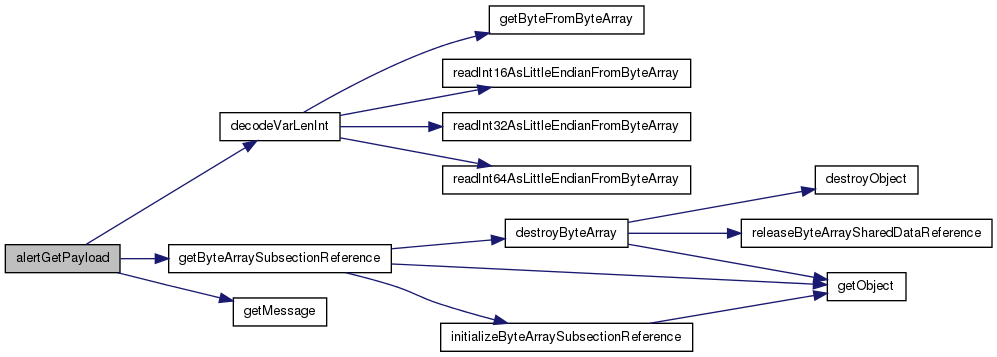 getByteFromByteArray
readInt16AsLittleEndianFromByteArray
decodeVarLenInt
readInt32AsLittleEndianFromByteArray
readInt64AsLittleEndianFromByteArray
destroyObject
destroyByteArray
releaseByteArraySharedDataReference
alertGetPayload
getByteArraySubsectionReference
getObject
getMessage
initializeByteArraySubsectionReference